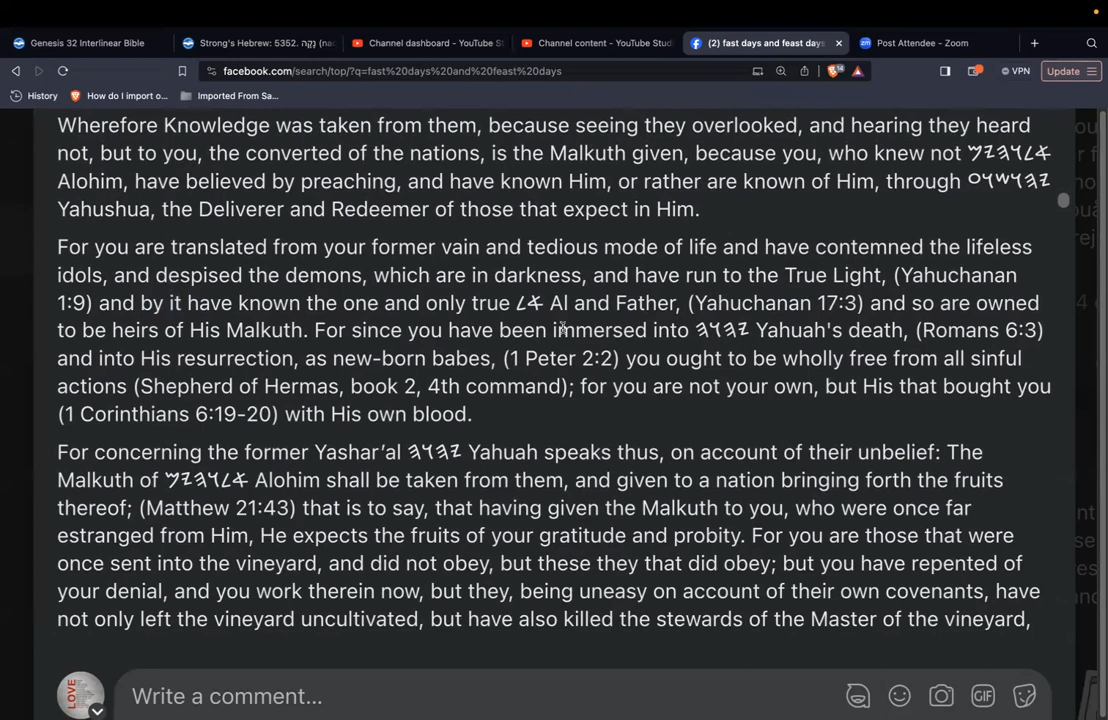 Genesis 32 Interlinear Bible
Strong's Hebrew: 5352. נָקָה (na
Channel dashboard - YouTube St
Channel content - YouTube Studi
(2) fast days and feast days
Post Attendee - Zoom
facebook.com/search/top/?q=fast%20days%20and%20feast%20days
VPN
Update
History
How do I import o...
Imported From Sa...
Wherefore Knowledge was taken from them, because seeing they overlooked, and hearing they heard
not, but to you, the converted of the nations, is the Malkuth given, because you, who knew not 𐤌𐤉𐤄𐤅𐤋𐤀
Alohim, have believed by preaching, and have known Him, or rather are known of Him, through 𐤏𐤅𐤔𐤅𐤄𐤉
Yahushua, the Deliverer and Redeemer of those that expect in Him.
For you are translated from your former vain and tedious mode of life and have contemned the lifeless
idols, and despised the demons, which are in darkness, and have run to the True Light, (Yahuchanan
1:9) and by it have known the one and only true 𐤋𐤀 Al and Father, (Yahuchanan 17:3) and so are owned
to be heirs of His Malkuth. For since you have been immersed into 𐤄𐤅𐤄𐤉 Yahuah's death, (Romans 6:3)
and into His resurrection, as new-born babes, (1 Peter 2:2) you ought to be wholly free from all sinful
actions (Shepherd of Hermas, book 2, 4th command); for you are not your own, but His that bought you
(1 Corinthians 6:19-20) with His own blood.
For concerning the former Yashar’al 𐤄𐤅𐤄𐤉 Yahuah speaks thus, on account of their unbelief: The
Malkuth of 𐤌𐤉𐤄𐤅𐤋𐤀 Alohim shall be taken from them, and given to a nation bringing forth the fruits
thereof; (Matthew 21:43) that is to say, that having given the Malkuth to you, who were once far
estranged from Him, He expects the fruits of your gratitude and probity. For you are those that were
once sent into the vineyard, and did not obey, but these they that did obey; but you have repented of
your denial, and you work therein now, but they, being uneasy on account of their own covenants, have
not only left the vineyard uncultivated, but have also killed the stewards of the Master of the vineyard,
LOVE
Write a comment...
GIF